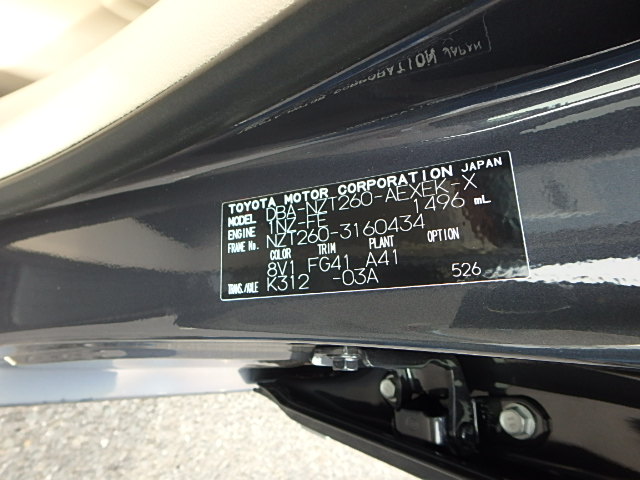 TOYOTA MOTOR CORPORATION JAPAN
MODEL DBA-NZT260-AEXEK-X
ENGINE 1NZ-FE 1496 mL
FRAME No. NZT260-3160434
COLOR TRIM PLANT OPTION
8V1 FG41 A41
TRANS./AXLE K312 -03A 526